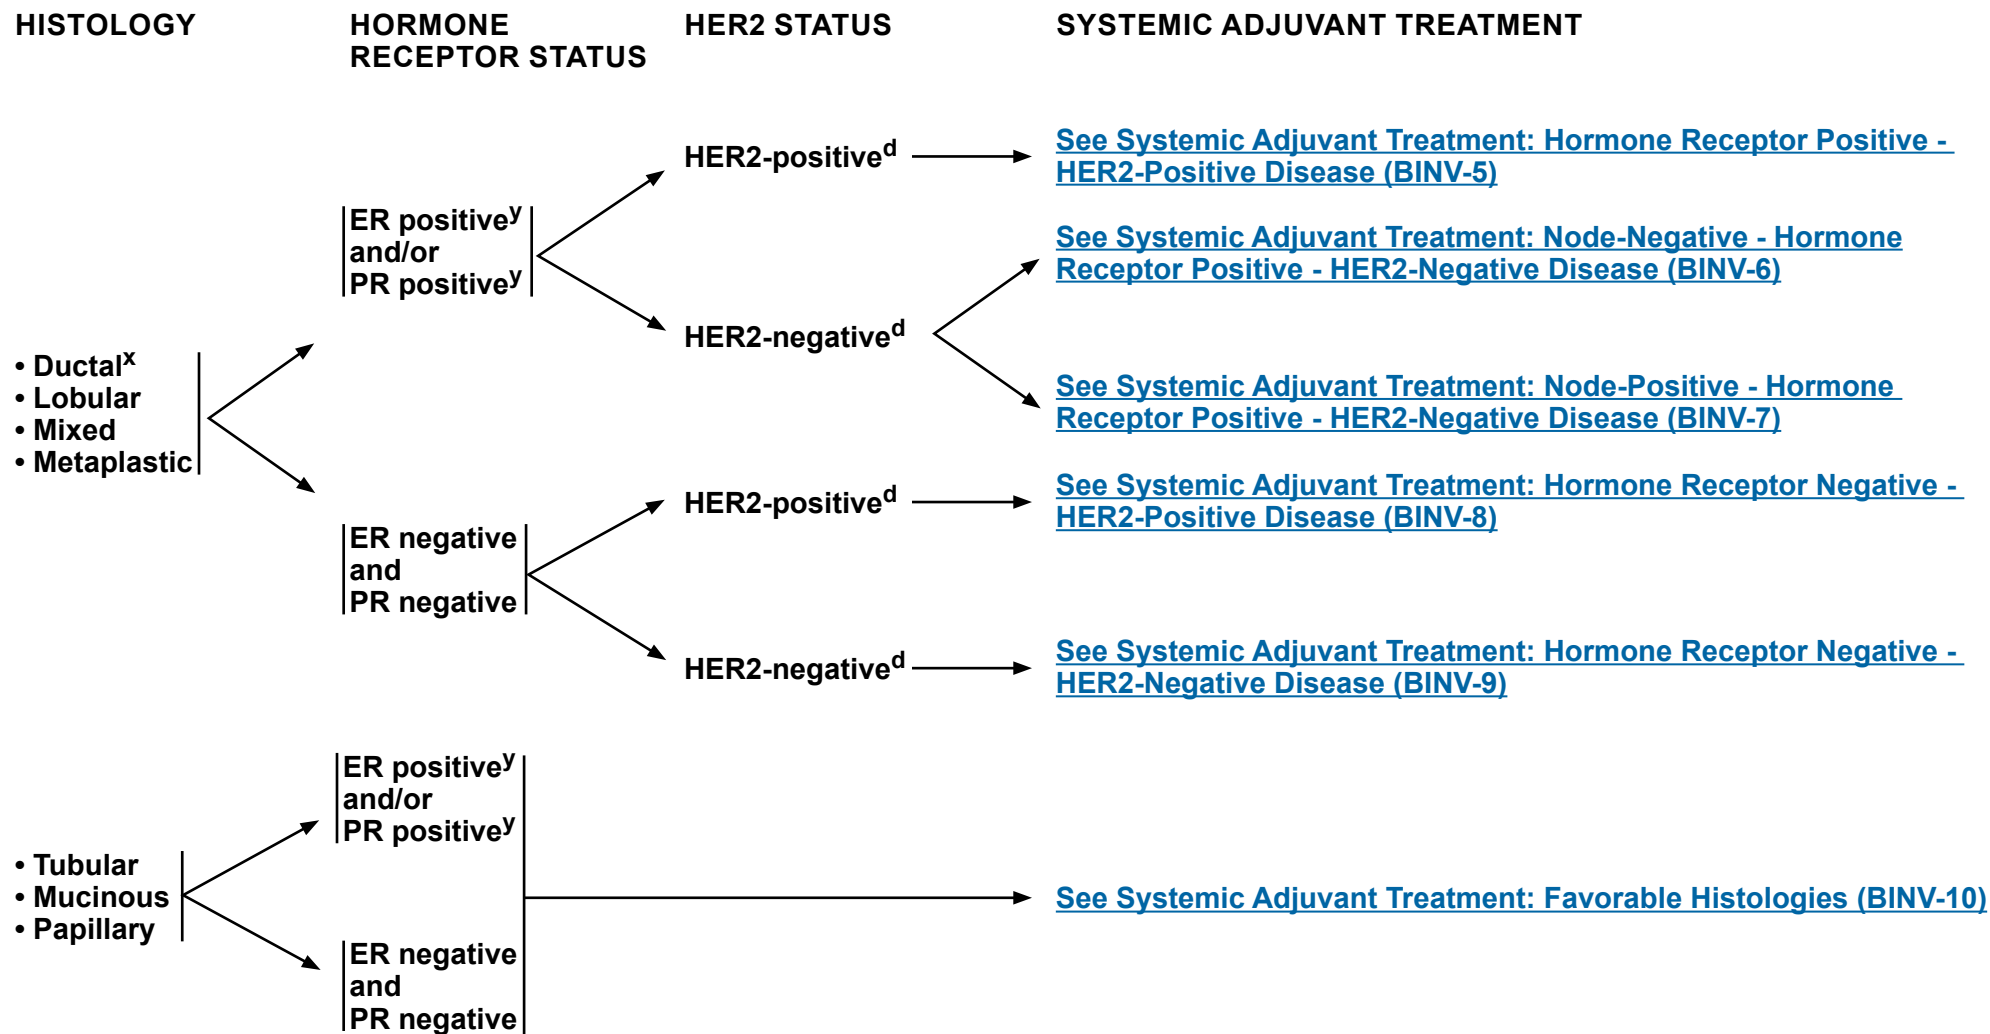 HISTOLOGY
HORMONE
RECEPTOR STATUS
HER2 STATUS
SYSTEMIC ADJUVANT TREATMENT
• Ductalx
• Lobular
• Mixed
• Metaplastic
ER positivey
and/or
PR positivey
HER2-positived
See Systemic Adjuvant Treatment: Hormone Receptor Positive -
HER2-Positive Disease (BINV-5)
HER2-negatived
See Systemic Adjuvant Treatment: Node-Negative - Hormone
Receptor Positive - HER2-Negative Disease (BINV-6)
See Systemic Adjuvant Treatment: Node-Positive - Hormone
Receptor Positive - HER2-Negative Disease (BINV-7)
ER negative
and
PR negative
HER2-positived
See Systemic Adjuvant Treatment: Hormone Receptor Negative -
HER2-Positive Disease (BINV-8)
HER2-negatived
See Systemic Adjuvant Treatment: Hormone Receptor Negative -
HER2-Negative Disease (BINV-9)
• Tubular
• Mucinous
• Papillary
ER positivey
and/or
PR positivey
ER negative
and
PR negative
See Systemic Adjuvant Treatment: Favorable Histologies (BINV-10)